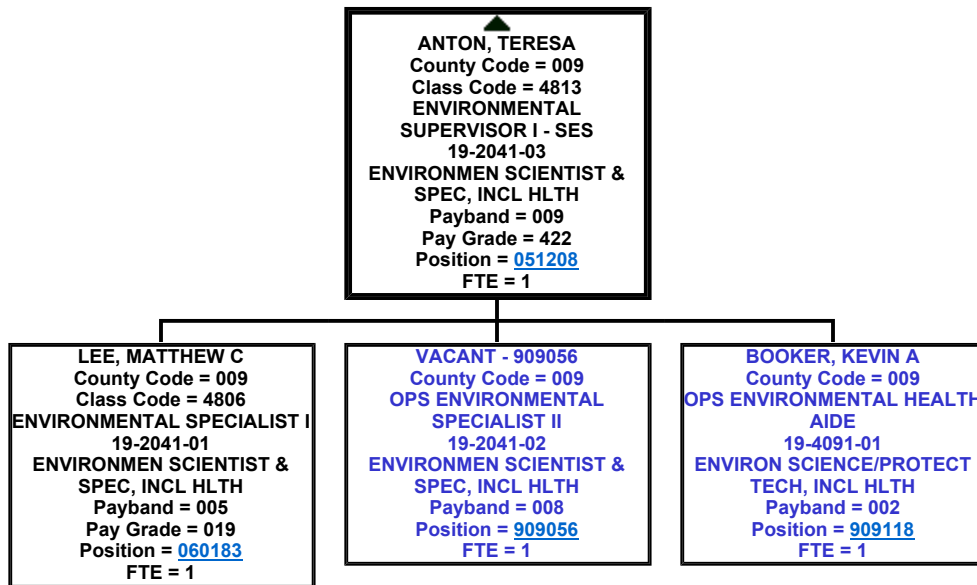 ANTON, TERESA
County Code = 009
Class Code = 4813
ENVIRONMENTAL
SUPERVISOR I - SES
19-2041-03
ENVIRONMEN SCIENTIST &
SPEC, INCL HLTH
Payband = 009
Pay Grade = 422
Position = 051208
FTE = 1
LEE, MATTHEW C
County Code = 009
Class Code = 4806
ENVIRONMENTAL SPECIALIST I
19-2041-01
ENVIRONMEN SCIENTIST &
SPEC, INCL HLTH
Payband = 005
Pay Grade = 019
Position = 060183
FTE = 1
VACANT - 909056
County Code = 009
OPS ENVIRONMENTAL
SPECIALIST II
19-2041-02
ENVIRONMEN SCIENTIST &
SPEC, INCL HLTH
Payband = 008
Position = 909056
FTE = 1
BOOKER, KEVIN A
County Code = 009
OPS ENVIRONMENTAL HEALTH
AIDE
19-4091-01
ENVIRON SCIENCE/PROTECT
TECH, INCL HLTH
Payband = 002
Position = 909118
FTE = 1